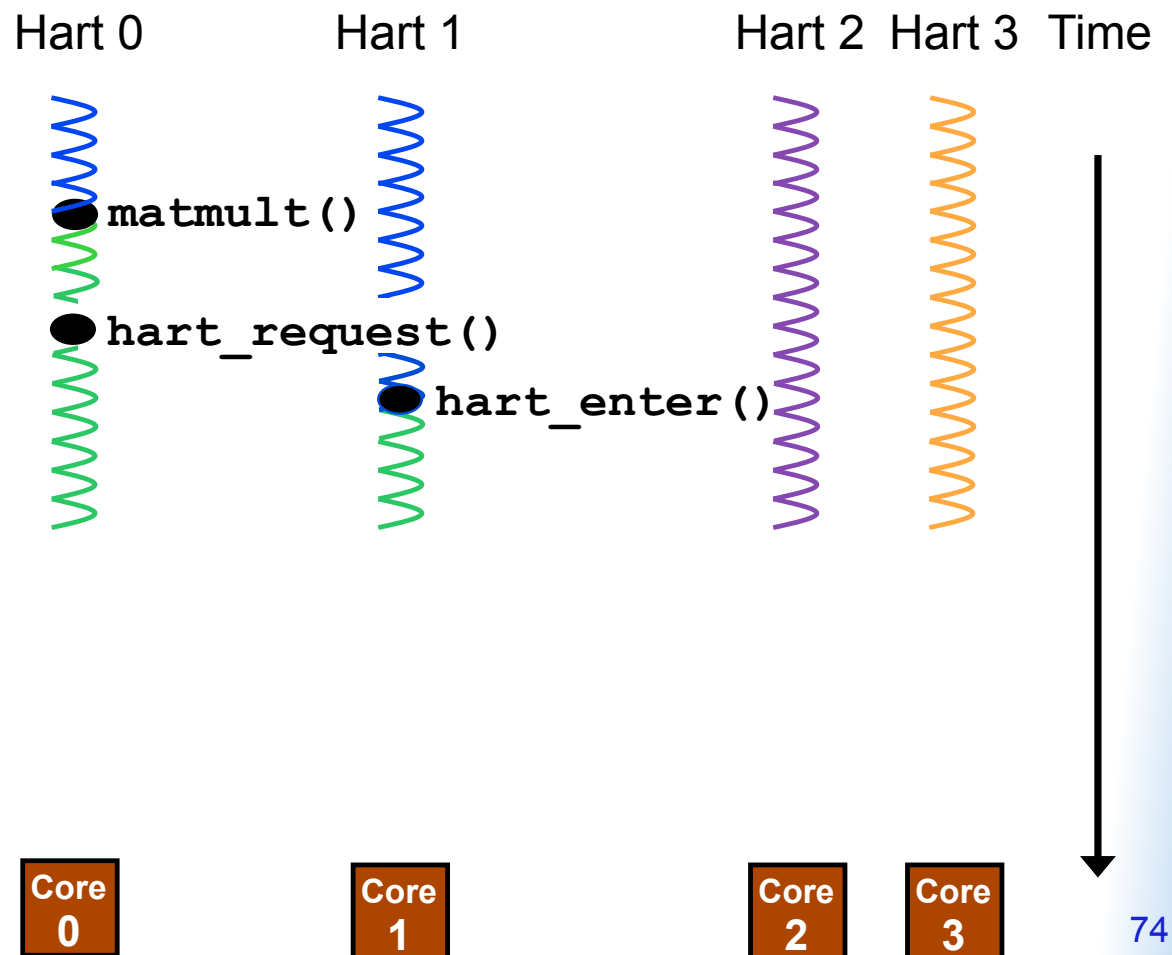 Hart 0 Hart 1 Hart 2 Hart 3 Time
matmult()
hart_request()
hart_enter()
Core 0
Core 1
Core 2
Core 3
74